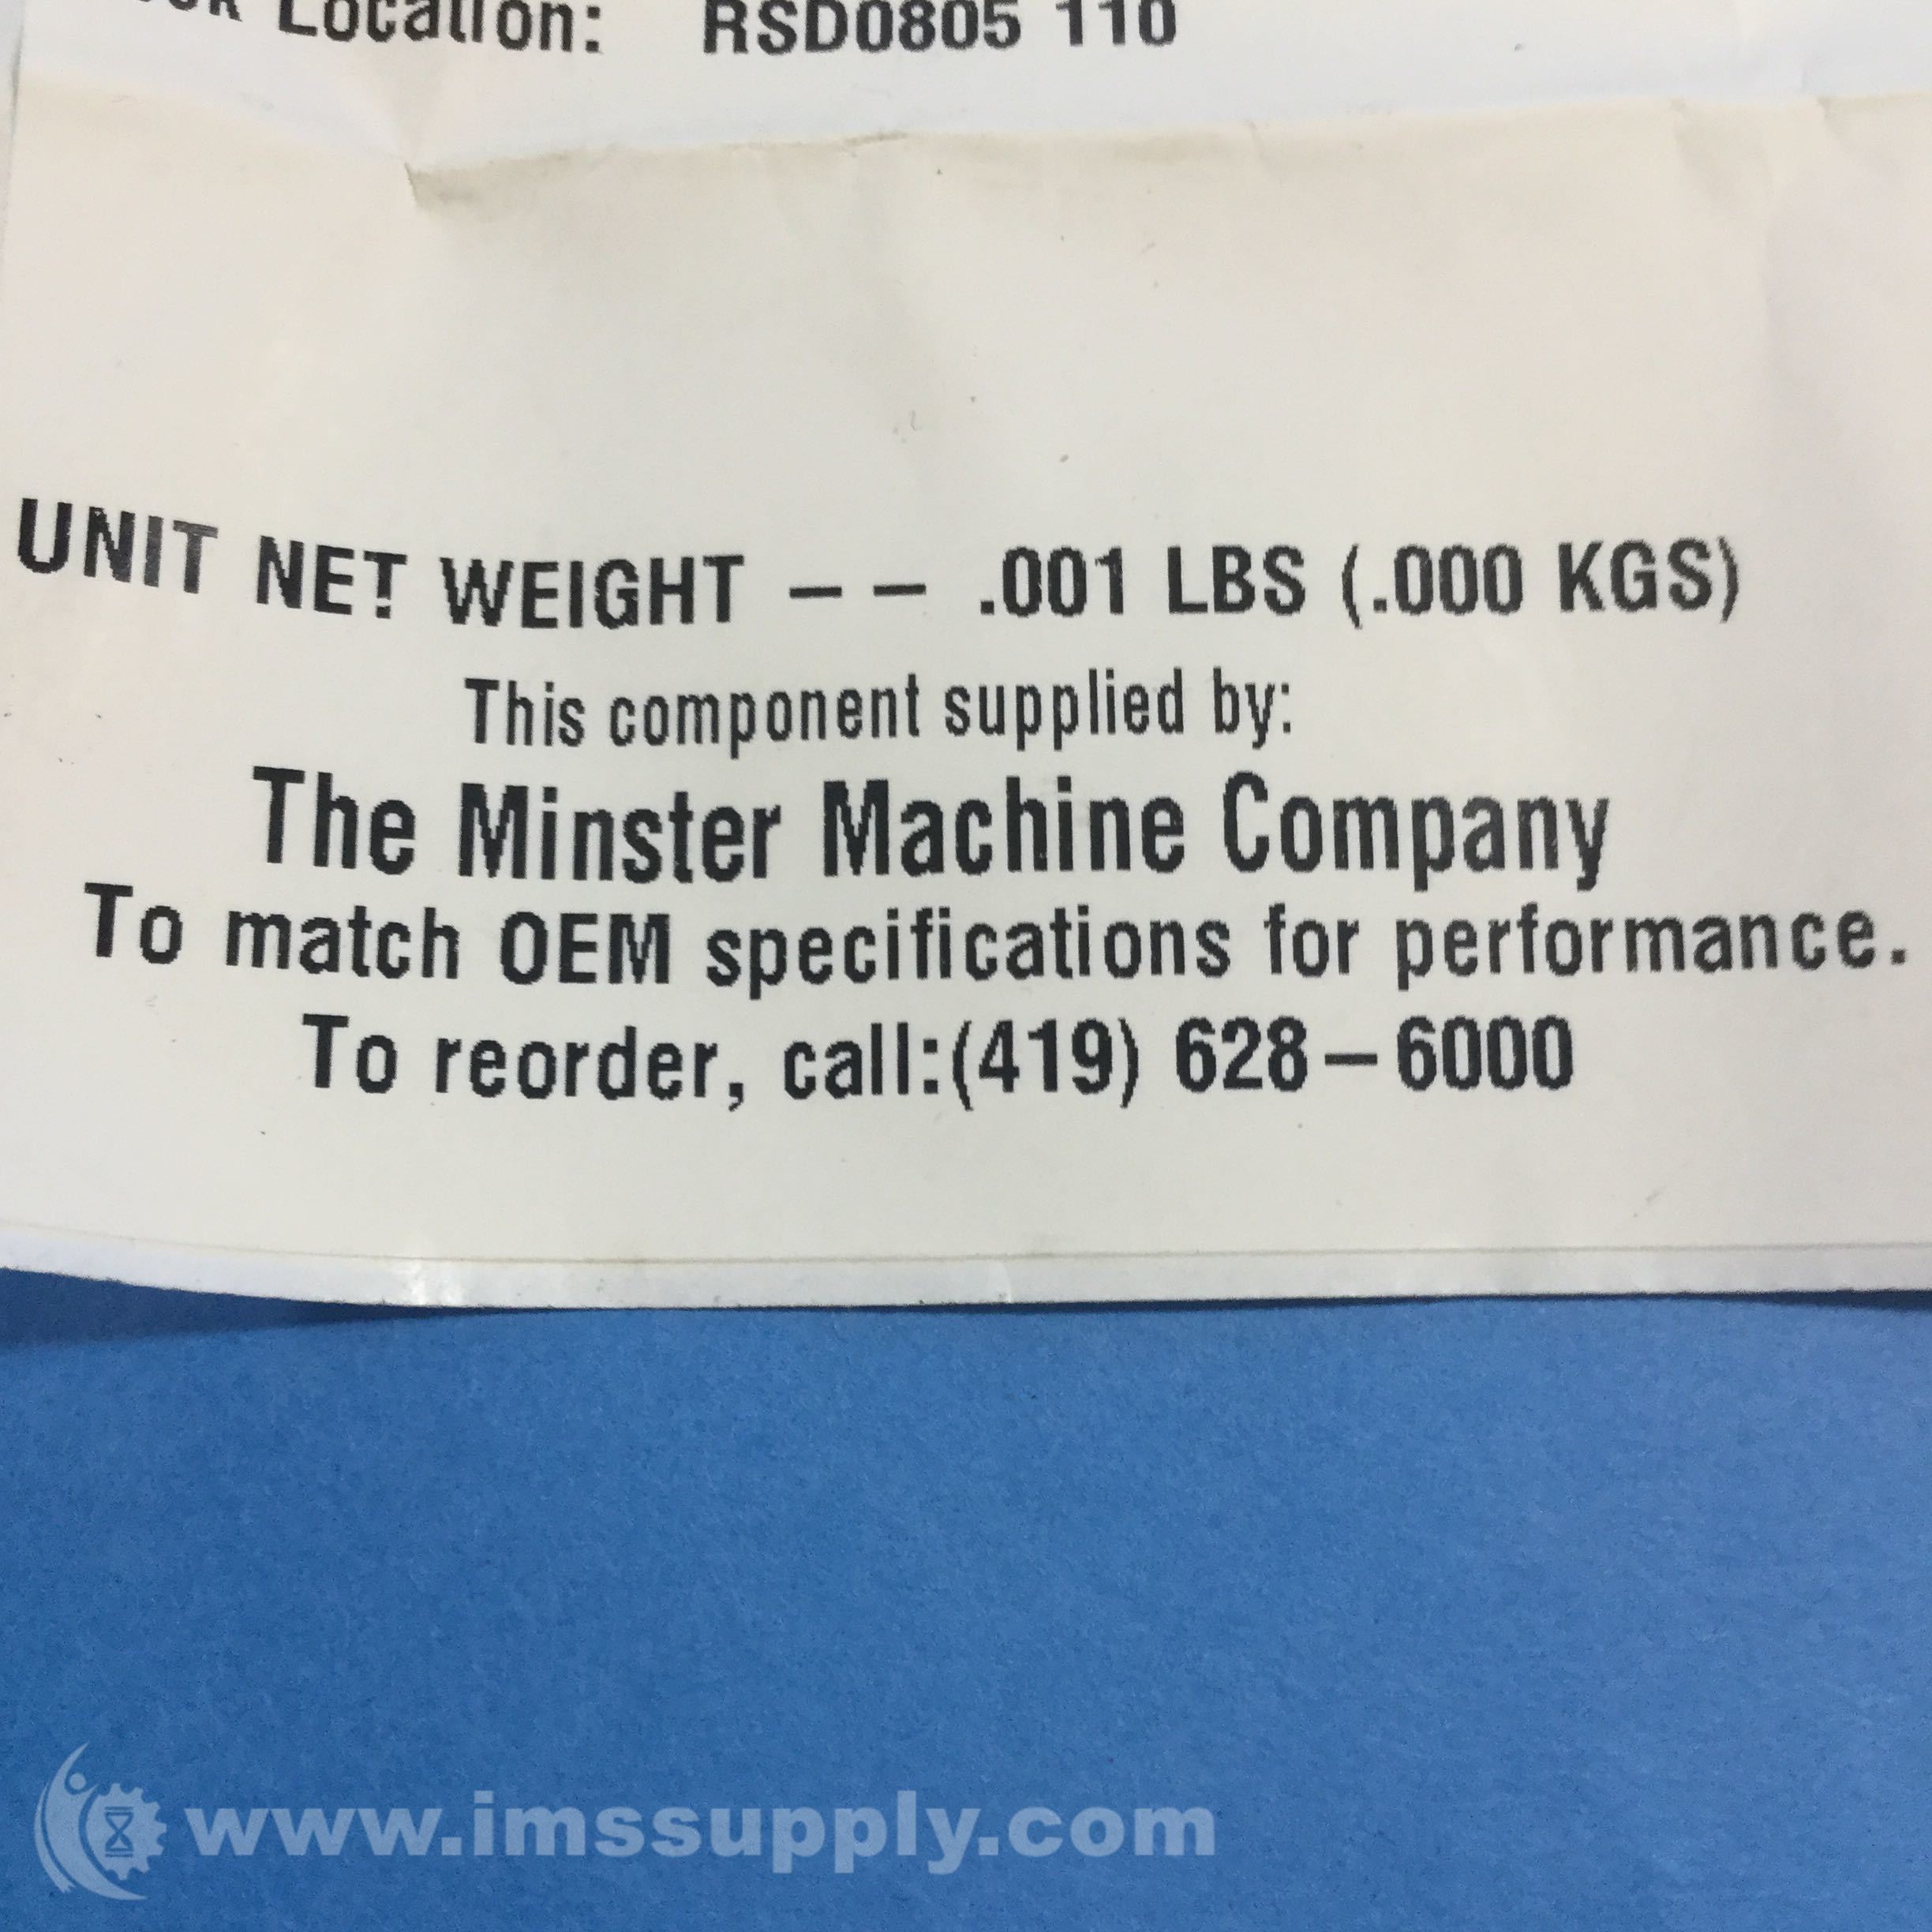 Location: RSD0805 110
UNIT NET WEIGHT -- .001 LBS (.000 KGS)
This component supplied by:
The Minster Machine Company
To match OEM specifications for performance.
To reorder, call:(419) 628-6000
www.imssupply.com